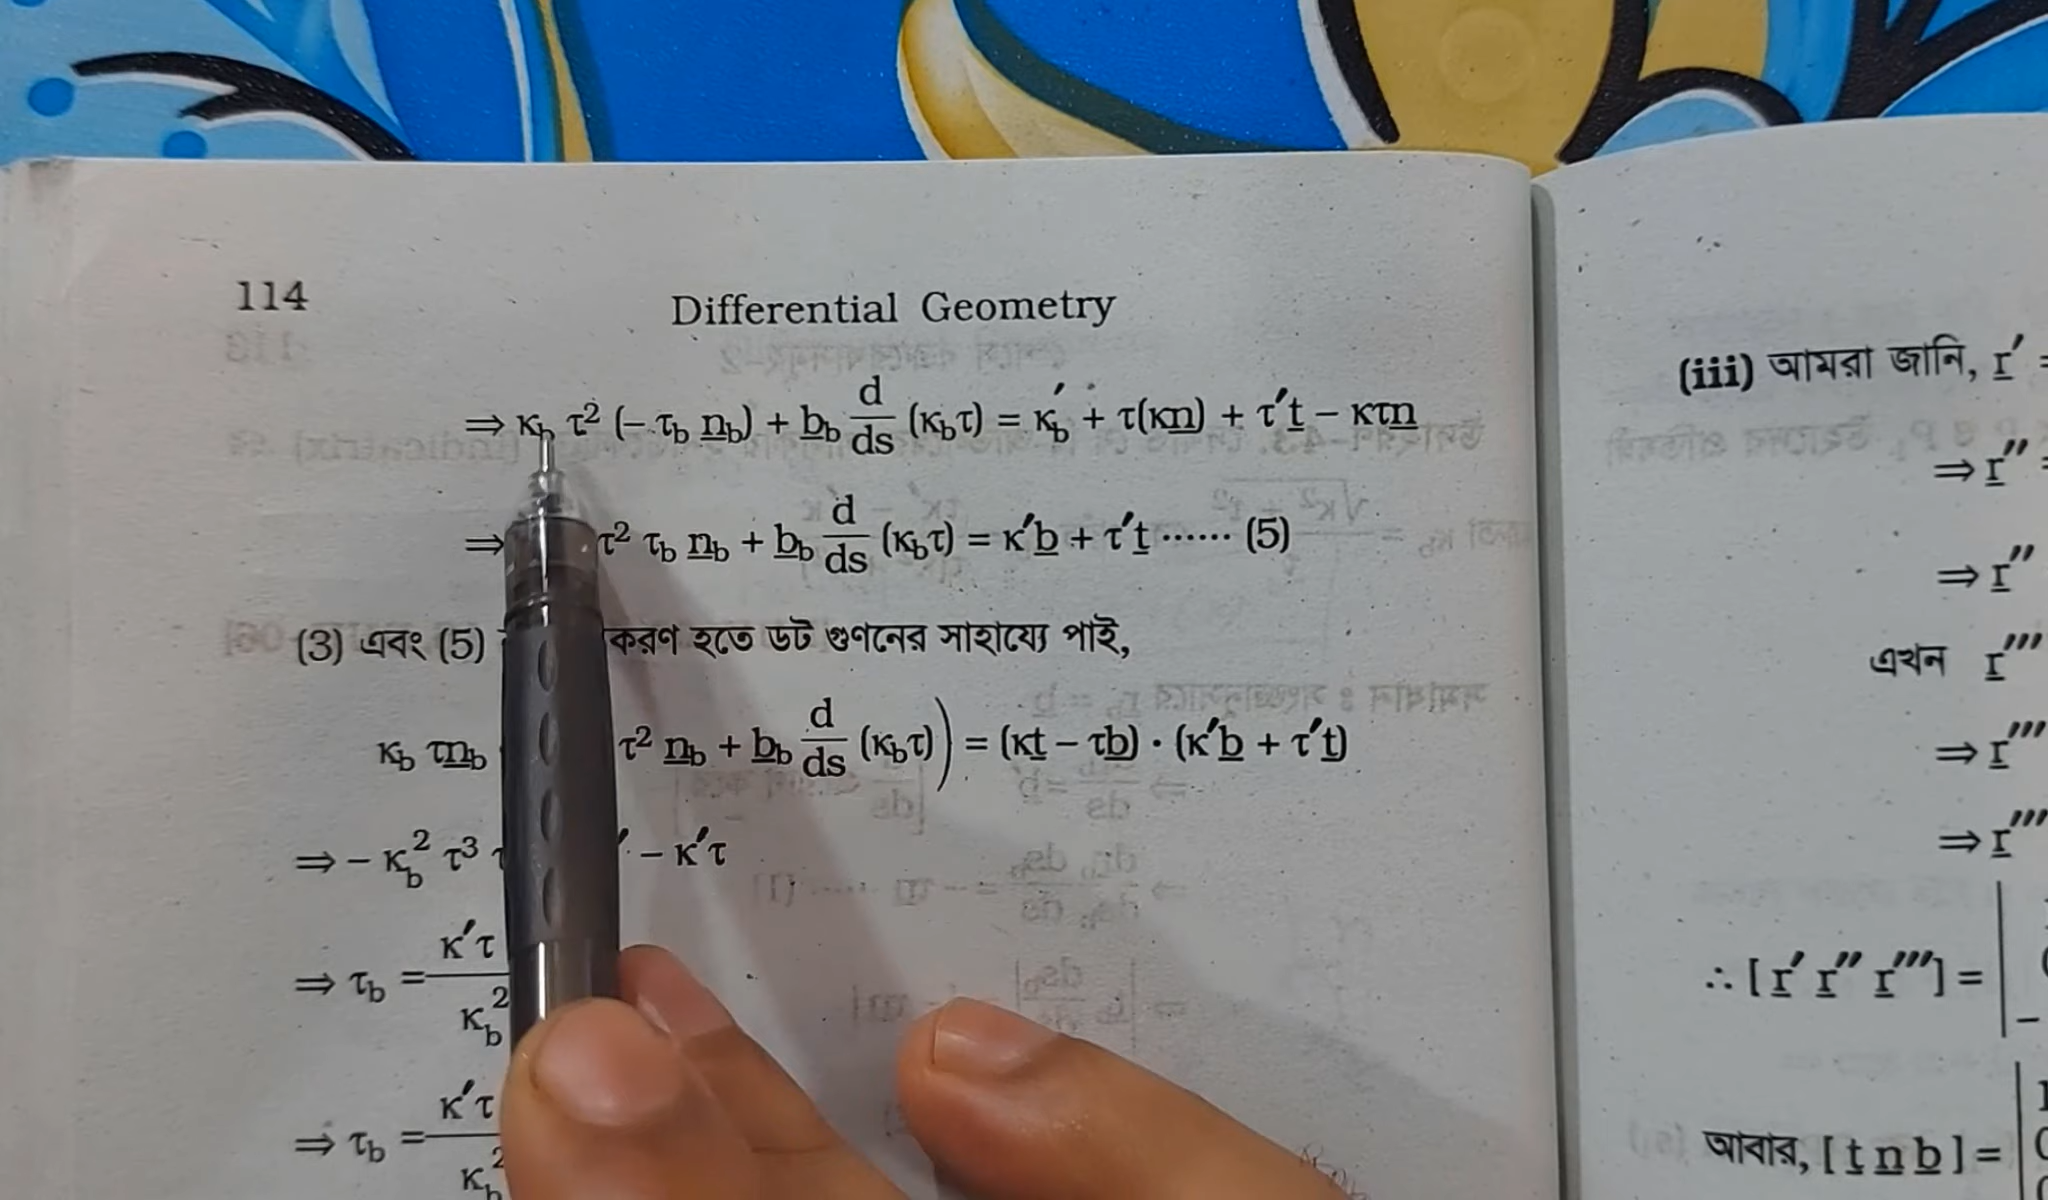 114
Differential Geometry
⇒ κ_b τ² (– τ_b n_b) + b_b d/ds (κ_b τ) = κ′_b + τ(κn) + τ′t – κτn
⇒ τ² τ_b n_b + b_b d/ds (κ_b τ) = κ′b + τ′t ······ (5)
(3) এবং (5) করণ হতে ডট গুণনের সাহায্যে পাই,
κ_b τn_b τ² n_b + b_b d/ds (κ_b τ)) = (κt – τb) · (κ′b + τ′t)
⇒ – κ_b² τ³ ′ – κ′τ
⇒ τ_b = κ′τ / κ_b²
⇒ τ_b = κ′τ / κ_b²
(iii) আমরা জানি, r′ =
⇒ r″ =
⇒ r″
এখন r‴
⇒ r‴
⇒ r‴
∴ [ r′ r″ r‴] =
আবার, [ t n b ] =